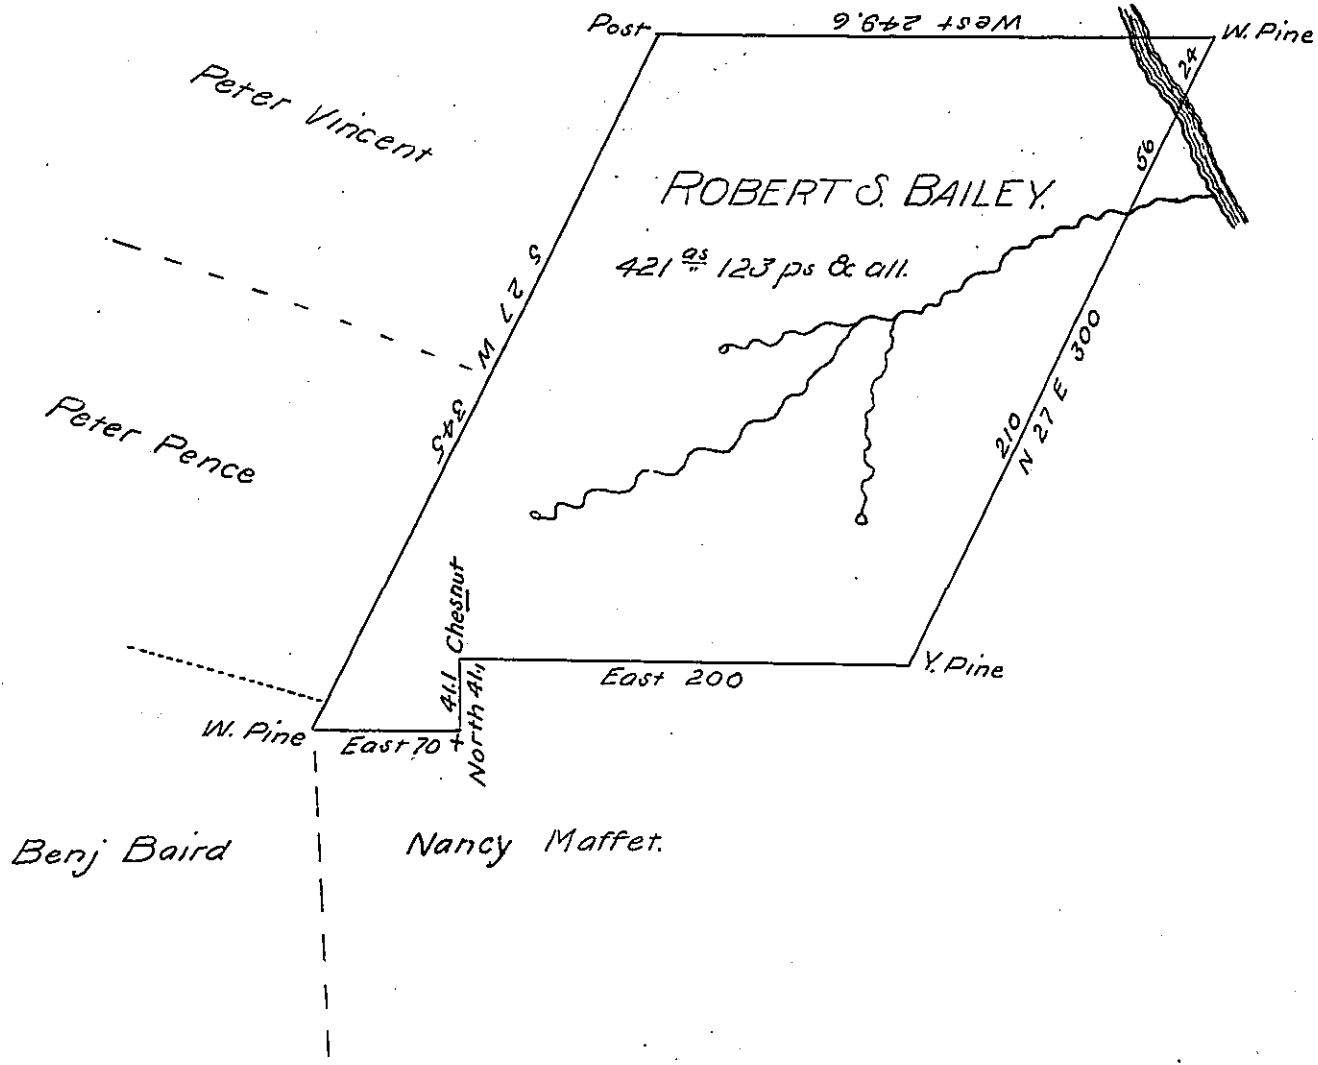 Post
West 249.6
W. Pine
24
Peter Vincent
56
ROBERT S. BAILEY.
421 as 123 ps & all.
S 27 W 345
210
N 27 E 300
Peter Pence
Chesnut
41.1
North 41.1
East 200
Y. Pine
W. Pine
East 70 +
Benj Baird
Nancy Maffet.